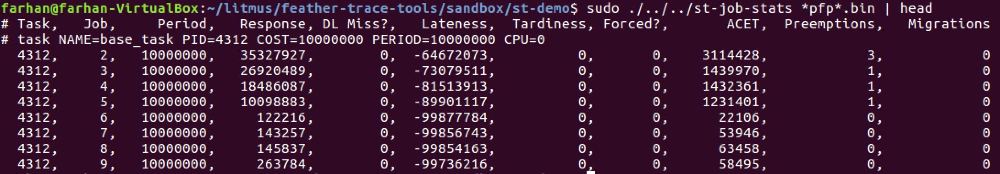 farhan@farhan-VirtualBox:~/litmus/feather-trace-tools/sandbox/st-demo$ sudo ./../../st-job-stats *pfp*.bin | head
# Task,   Job,     Period,   Response, DL Miss?,   Lateness,  Tardiness, Forced?,       ACET,  Preemptions,   Migrations
# task NAME=base_task PID=4312 COST=10000000 PERIOD=10000000 CPU=0
  4312,     2,   10000000,   35327927,        0,  -64672073,          0,       0,    3114428,            3,            0
  4312,     3,   10000000,   26920489,        0,  -73079511,          0,       0,    1439970,            1,            0
  4312,     4,   10000000,   18486087,        0,  -81513913,          0,       0,    1432361,            1,            0
  4312,     5,   10000000,   10098883,        0,  -89901117,          0,       0,    1231401,            1,            0
  4312,     6,   10000000,     122216,        0,  -99877784,          0,       0,      22106,            0,            0
  4312,     7,   10000000,     143257,        0,  -99856743,          0,       0,      53946,            0,            0
  4312,     8,   10000000,     145837,        0,  -99854163,          0,       0,      63458,            0,            0
  4312,     9,   10000000,     263784,        0,  -99736216,          0,       0,      58495,            0,            0